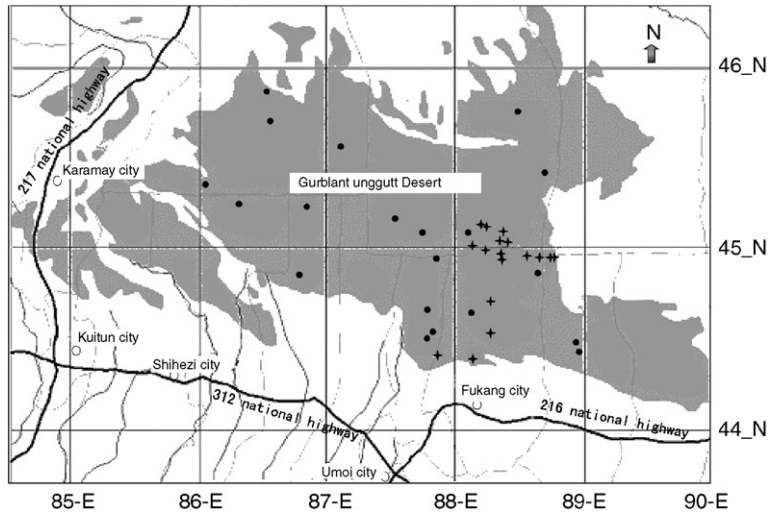 N
46_N
217 national highway
Karamay city
Gurblant unggutt Desert
45_N
Kuitun city
Shihezi city
312 national highway
Fukang city
216 national highway
44_N
Umoi city
85-E 86-E 87-E 88-E 89-E 90-E